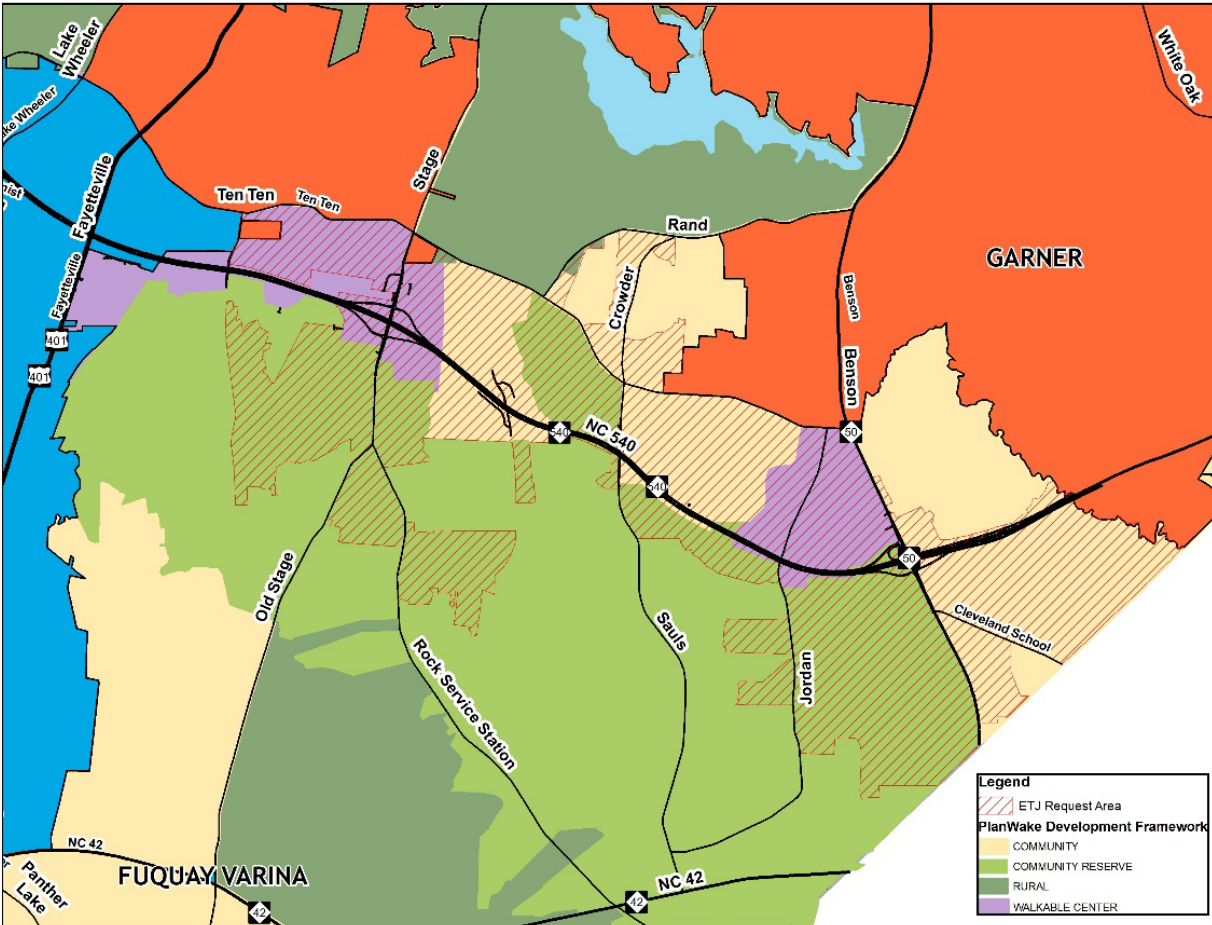 Lake
Wheeler
White Oak
ke Wheeler
Fayetteville
Stage
Ten Ten
Ten Ten
nist
Rand
GARNER
Crowder
Benson
Fayetteville
401
Benson
401
50
540
NC 540
540
50
Old Stage
Sauls
Cleveland School
Jordan
Rock Service Station
Legend
ETJ Request Area
PlanWake Development Framework
COMMUNITY
COMMUNITY RESERVE
RURAL
WALKABLE CENTER
NC 42
Panther
Lake
FUQUAY VARINA
NC 42
42
42